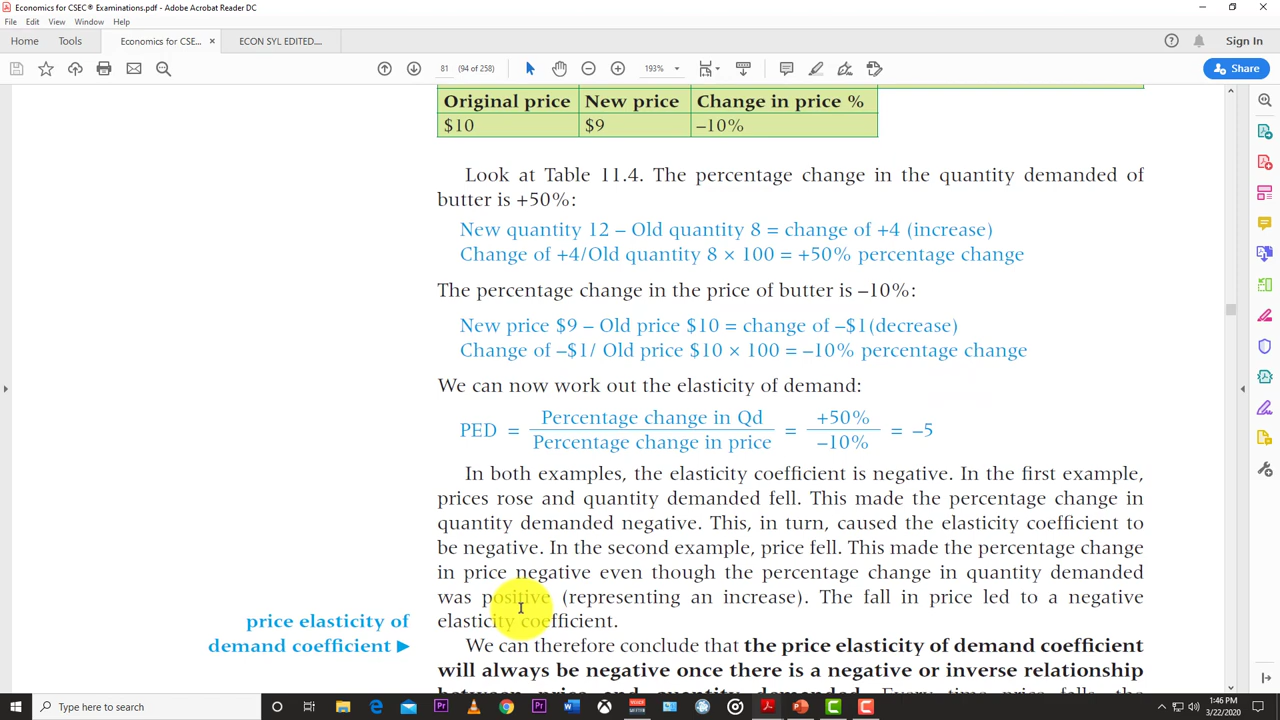 Economics for CSEC® Examinations.pdf - Adobe Acrobat Reader DC
File Edit View Window Help
Home Tools Economics for CSE... × ECON SYL EDITED.... Sign In
81 (94 of 258) 193% Share
Original price New price Change in price %
$10 $9 –10%
Look at Table 11.4. The percentage change in the quantity demanded of
butter is +50%:
New quantity 12 – Old quantity 8 = change of +4 (increase)
Change of +4/Old quantity 8 × 100 = +50% percentage change
The percentage change in the price of butter is –10%:
New price $9 – Old price $10 = change of –$1(decrease)
Change of –$1/ Old price $10 × 100 = –10% percentage change
We can now work out the elasticity of demand:
PED = Percentage change in Qd / Percentage change in price = +50% / –10% = –5
In both examples, the elasticity coefficient is negative. In the first example,
prices rose and quantity demanded fell. This made the percentage change in
quantity demanded negative. This, in turn, caused the elasticity coefficient to
be negative. In the second example, price fell. This made the percentage change
in price negative even though the percentage change in quantity demanded
was positive (representing an increase). The fall in price led to a negative
elasticity coefficient.
price elasticity of
demand coefficient ▶
We can therefore conclude that the price elasticity of demand coefficient
will always be negative once there is a negative or inverse relationship
between price and quantity demanded. Every time price falls, the
Type here to search
1:46 PM
3/22/2020